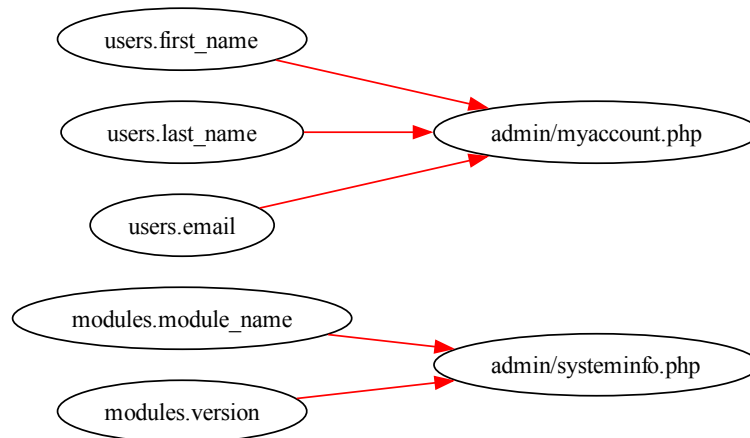 users.first_name
users.last_name
admin/myaccount.php
users.email
modules.module_name
admin/systeminfo.php
modules.version